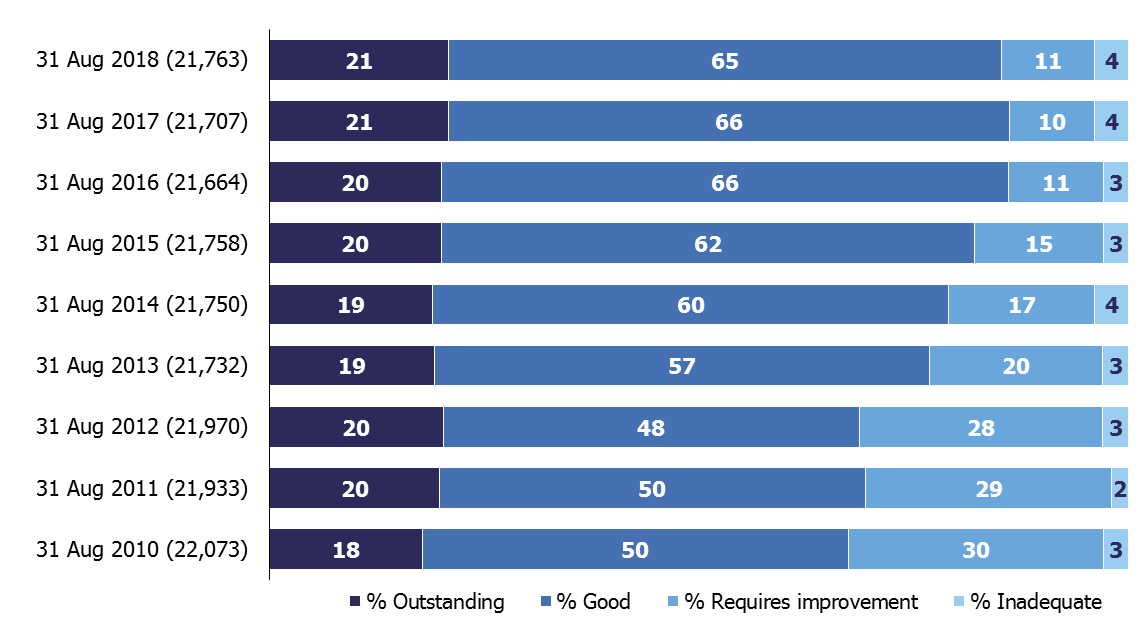 31 Aug 2018 (21,763) 21 65 11 4
31 Aug 2017 (21,707) 21 66 10 4
31 Aug 2016 (21,664) 20 66 11 3
31 Aug 2015 (21,758) 20 62 15 3
31 Aug 2014 (21,750) 19 60 17 4
31 Aug 2013 (21,732) 19 57 20 3
31 Aug 2012 (21,970) 20 48 28 3
31 Aug 2011 (21,933) 20 50 29 2
31 Aug 2010 (22,073) 18 50 30 3
% Outstanding % Good % Requires improvement % Inadequate